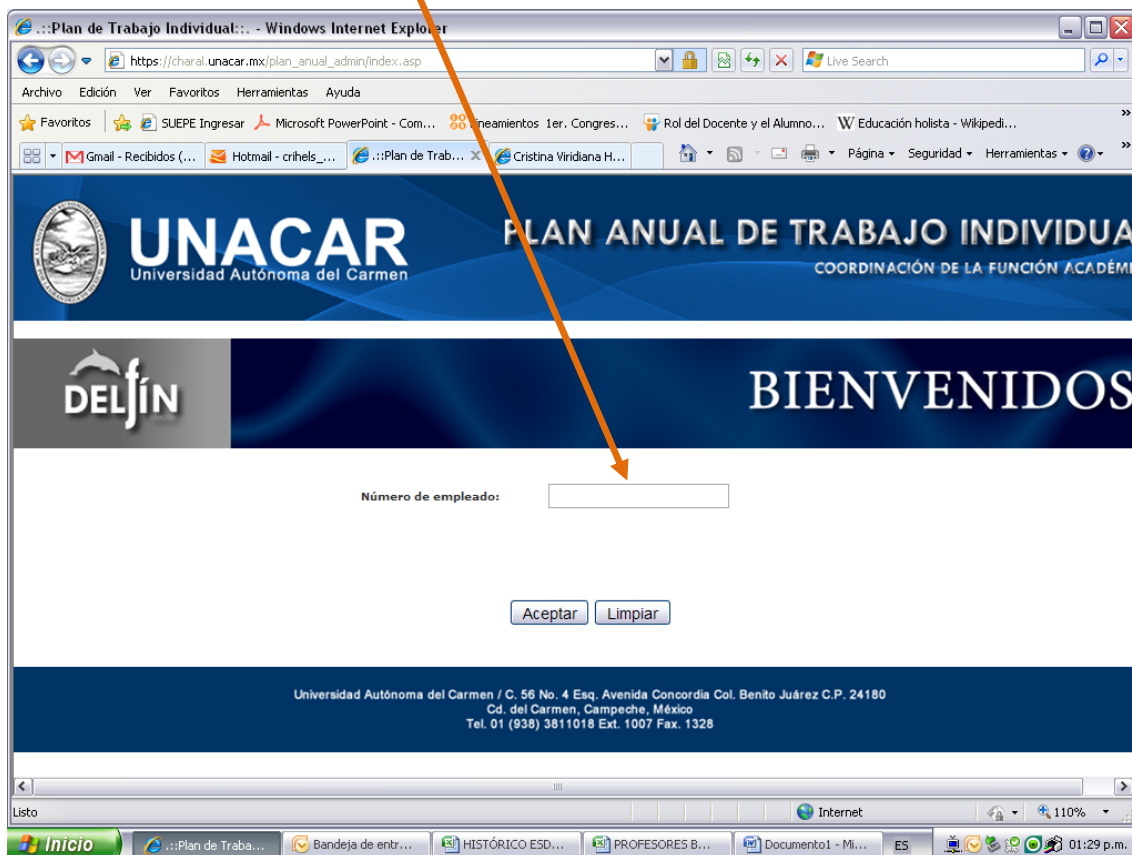 .::Plan de Trabajo Individual::. - Windows Internet Explorer
https://charal.unacar.mx/plan_anual_admin/index.asp
Live Search
Archivo Edición Ver Favoritos Herramientas Ayuda
Favoritos SUEPE Ingresar Microsoft PowerPoint - Com... Lineamientos 1er. Congres... Rol del Docente y el Alumno... Educación holista - Wikipedi...
Gmail - Recibidos (... Hotmail - crihels_... .::Plan de Trab... Cristina Viridiana H... Página Seguridad Herramientas
UNACAR
Universidad Autónoma del Carmen
PLAN ANUAL DE TRABAJO INDIVIDUA
COORDINACIÓN DE LA FUNCIÓN ACADÉMI
DELfÍN
BIENVENIDOS
Número de empleado:
Aceptar Limpiar
Universidad Autónoma del Carmen / C. 56 No. 4 Esq. Avenida Concordia Col. Benito Juárez C.P. 24180
Cd. del Carmen, Campeche, México
Tel. 01 (938) 3811018 Ext. 1007 Fax. 1328
Listo Internet 110%
Inicio .::Plan de Traba... Bandeja de entr... HISTÓRICO ESD... PROFESORES B... Documento1 - Mi... ES 01:29 p.m.